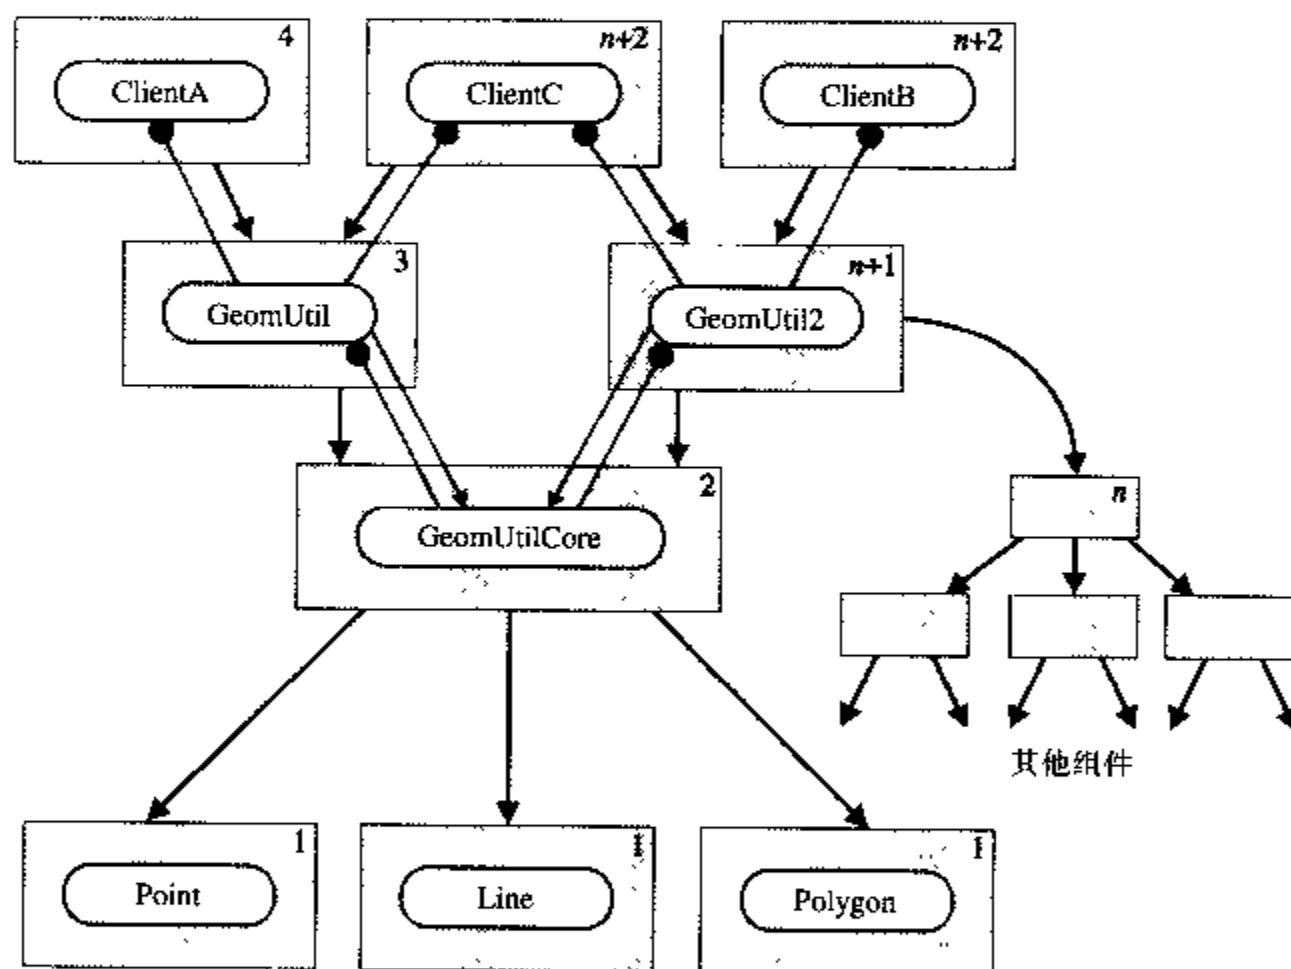 4
n+2
n+2
ClientA
ClientC
ClientB
3
n+1
GeomUtil
GeomUtil2
2
n
GeomUtilCore
其他组件
1
1
1
Point
Line
Polygon